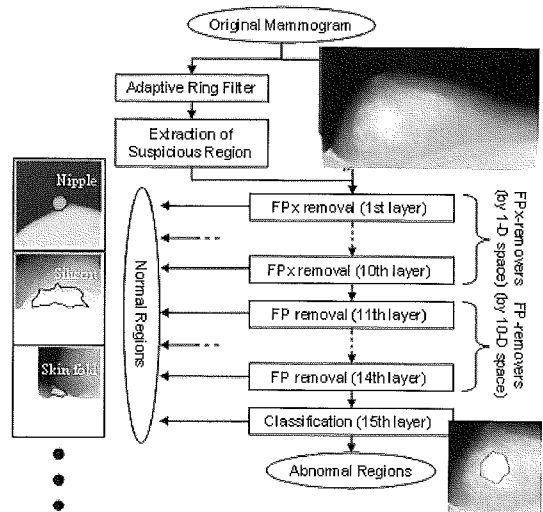 Original Mammogram
Adaptive Ring Filter
Extraction of
Suspicious Region
Nipple
Skin fold
Normal Regions
FPx removal (1st layer)
FPx removal (10th layer)
FP removal (11th layer)
FP removal (14th layer)
Classification (15th layer)
Abnormal Regions
FPx-removers
(by 1-D space)
FP-removers
(by 10-D space)